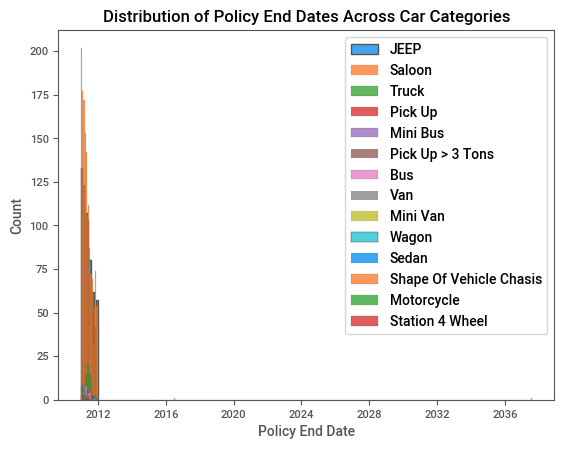 Distribution of Policy End Dates Across Car Categories
200
175
150
125
100
75
50
25
0
Count
JEEP
Saloon
Truck
Pick Up
Mini Bus
Pick Up > 3 Tons
Bus
Van
Mini Van
Wagon
Sedan
Shape Of Vehicle Chasis
Motorcycle
Station 4 Wheel
2012 2016 2020 2024 2028 2032 2036
Policy End Date